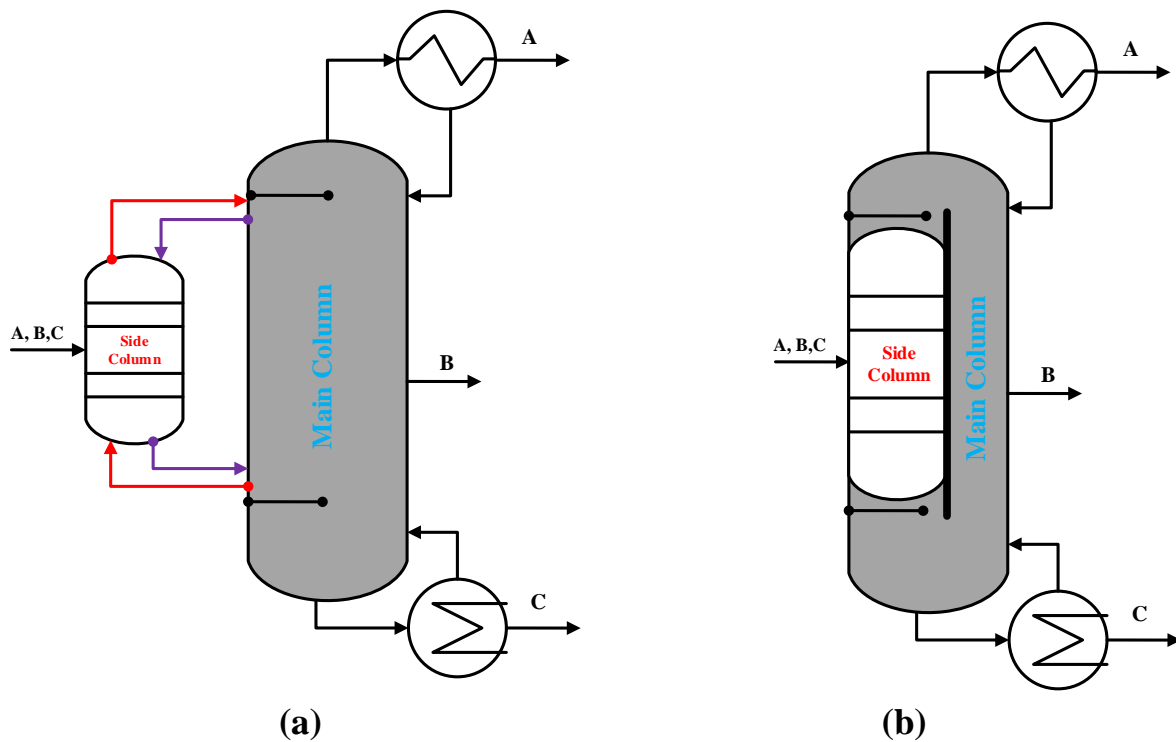 A
A, B,C
Side
Column
Main Column
B
C
(a)
A
A, B,C
Side
Column
Main Column
B
C
(b)